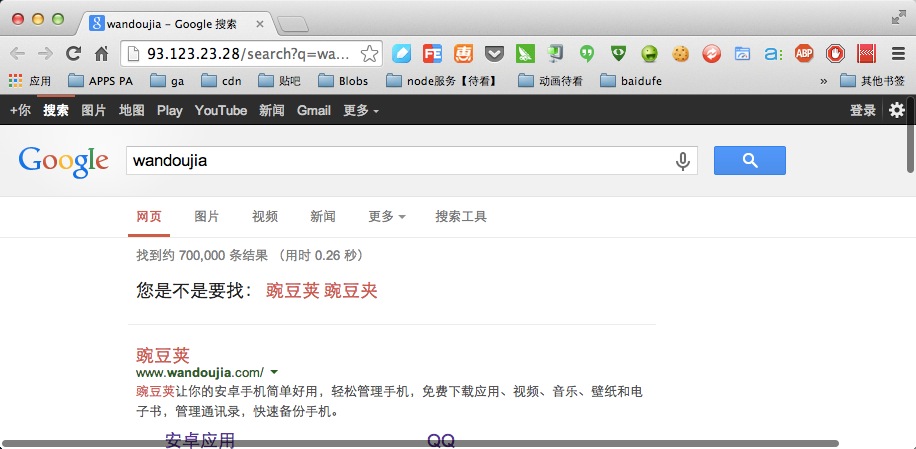 wandoujia - Google 搜索
93.123.23.28/search?q=wa...
应用 APPS PA ga cdn 贴吧 Blobs node服务【待看】 动画待看 baidufe » 其他书签
+你 搜索 图片 地图 Play YouTube 新闻 Gmail 更多 登录
Google wandoujia
网页 图片 视频 新闻 更多 搜索工具
找到约 700,000 条结果 （用时 0.26 秒）
您是不是要找： 豌豆荚 豌豆夹
豌豆荚
www.wandoujia.com/
豌豆荚让你的安卓手机简单好用，轻松管理手机，免费下载应用、视频、音乐、壁纸和电
子书，管理通讯录，快速备份手机。
安卓应用 QQ